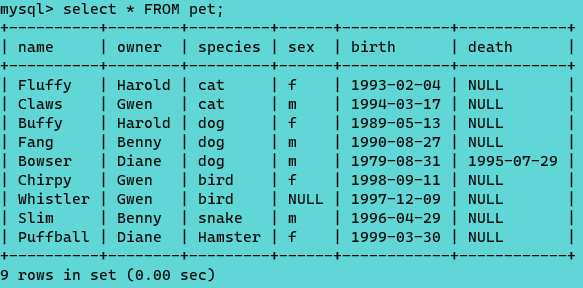 mysql> select * FROM pet;
+----------+--------+---------+------+------------+------------+
| name     | owner  | species | sex  | birth      | death      |
+----------+--------+---------+------+------------+------------+
| Fluffy   | Harold | cat     | f    | 1993-02-04 | NULL       |
| Claws    | Gwen   | cat     | m    | 1994-03-17 | NULL       |
| Buffy    | Harold | dog     | f    | 1989-05-13 | NULL       |
| Fang     | Benny  | dog     | m    | 1990-08-27 | NULL       |
| Bowser   | Diane  | dog     | m    | 1979-08-31 | 1995-07-29 |
| Chirpy   | Gwen   | bird    | f    | 1998-09-11 | NULL       |
| Whistler | Gwen   | bird    | NULL | 1997-12-09 | NULL       |
| Slim     | Benny  | snake   | m    | 1996-04-29 | NULL       |
| Puffball | Diane  | Hamster | f    | 1999-03-30 | NULL       |
+----------+--------+---------+------+------------+------------+
9 rows in set (0.00 sec)